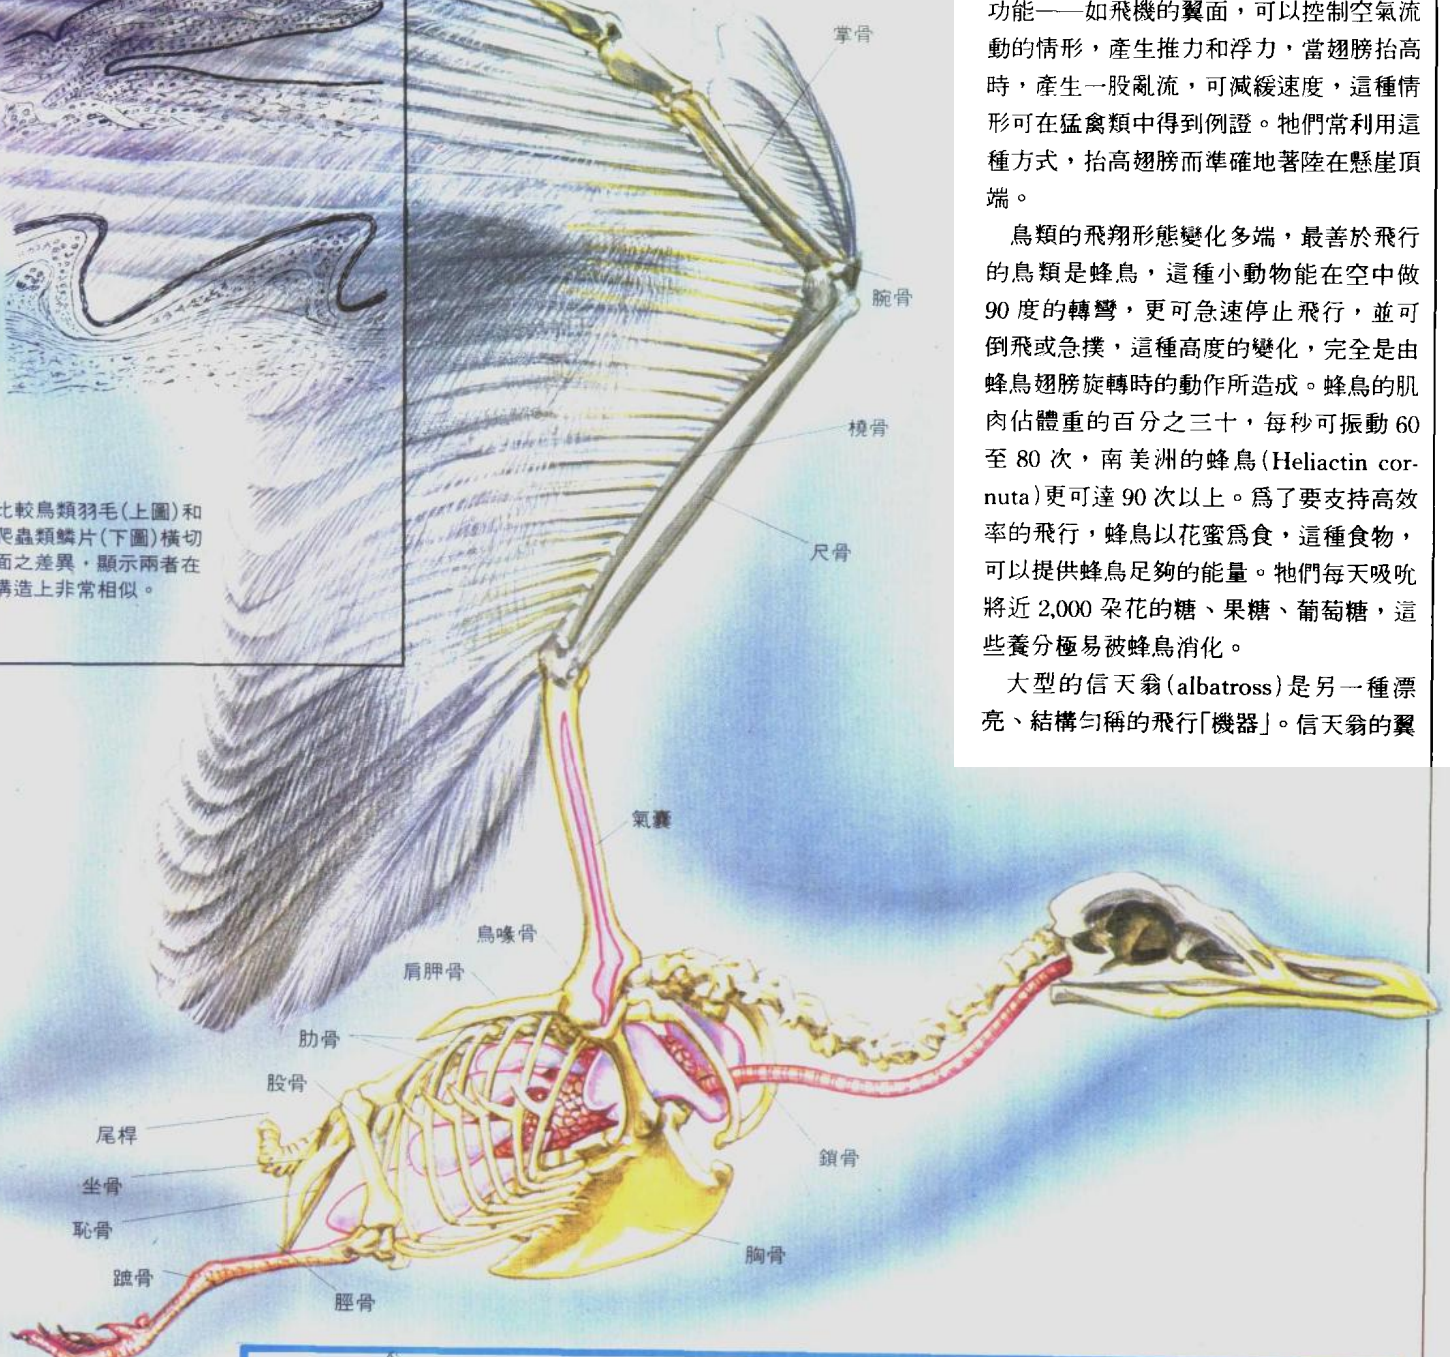 掌骨
腕骨
橈骨
尺骨
氣囊
鳥喙骨
肩胛骨
肋骨
股骨
尾桿
坐骨
恥骨
蹠骨
脛骨
鎖骨
胸骨
比較鳥類羽毛(上圖)和
爬蟲類鱗片(下圖)橫切
面之差異，顯示兩者在
構造上非常相似。
功能——如飛機的翼面，可以控制空氣流
動的情形，產生推力和浮力，當翅膀抬高
時，產生一股亂流，可減緩速度，這種情
形可在猛禽類中得到例證。牠們常利用這
種方式，抬高翅膀而準確地著陸在懸崖頂
端。
鳥類的飛翔形態變化多端，最善於飛行
的鳥類是蜂鳥，這種小動物能在空中做
90 度的轉彎，更可急速停止飛行，並可
倒飛或急撲，這種高度的變化，完全是由
蜂鳥翅膀旋轉時的動作所造成。蜂鳥的肌
肉佔體重的百分之三十，每秒可振動 60
至 80 次，南美洲的蜂鳥(Heliactin cor-
nuta)更可達 90 次以上。爲了要支持高效
率的飛行，蜂鳥以花蜜爲食，這種食物，
可以提供蜂鳥足夠的能量。牠們每天吸吮
將近 2,000 朶花的糖、果糖、葡萄糖，這
些養分極易被蜂鳥消化。
大型的信天翁(albatross)是另一種漂
亮、結構勻稱的飛行「機器」。信天翁的翼